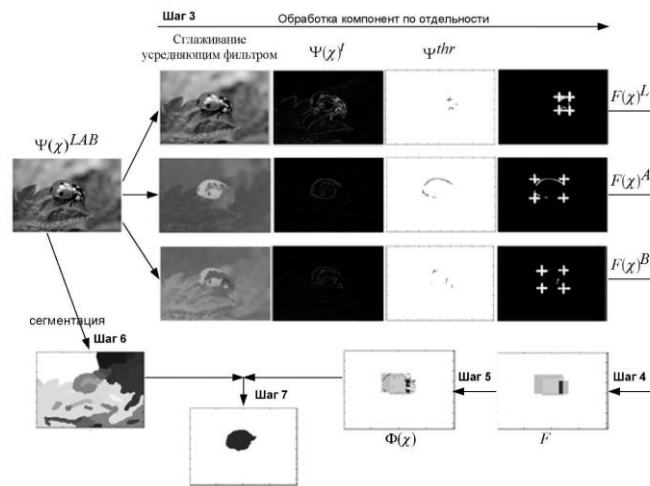 Шаг 3
Обработка компонент по отдельности
Сглаживание
усредняющим фильтром
Ψ(χ)^t
Ψ^thr
F(χ)^L
Ψ(χ)^LAB
F(χ)^A
F(χ)^B
сегментация
Шаг 6
Шаг 5
Шаг 4
Шаг 7
Φ(χ)
F